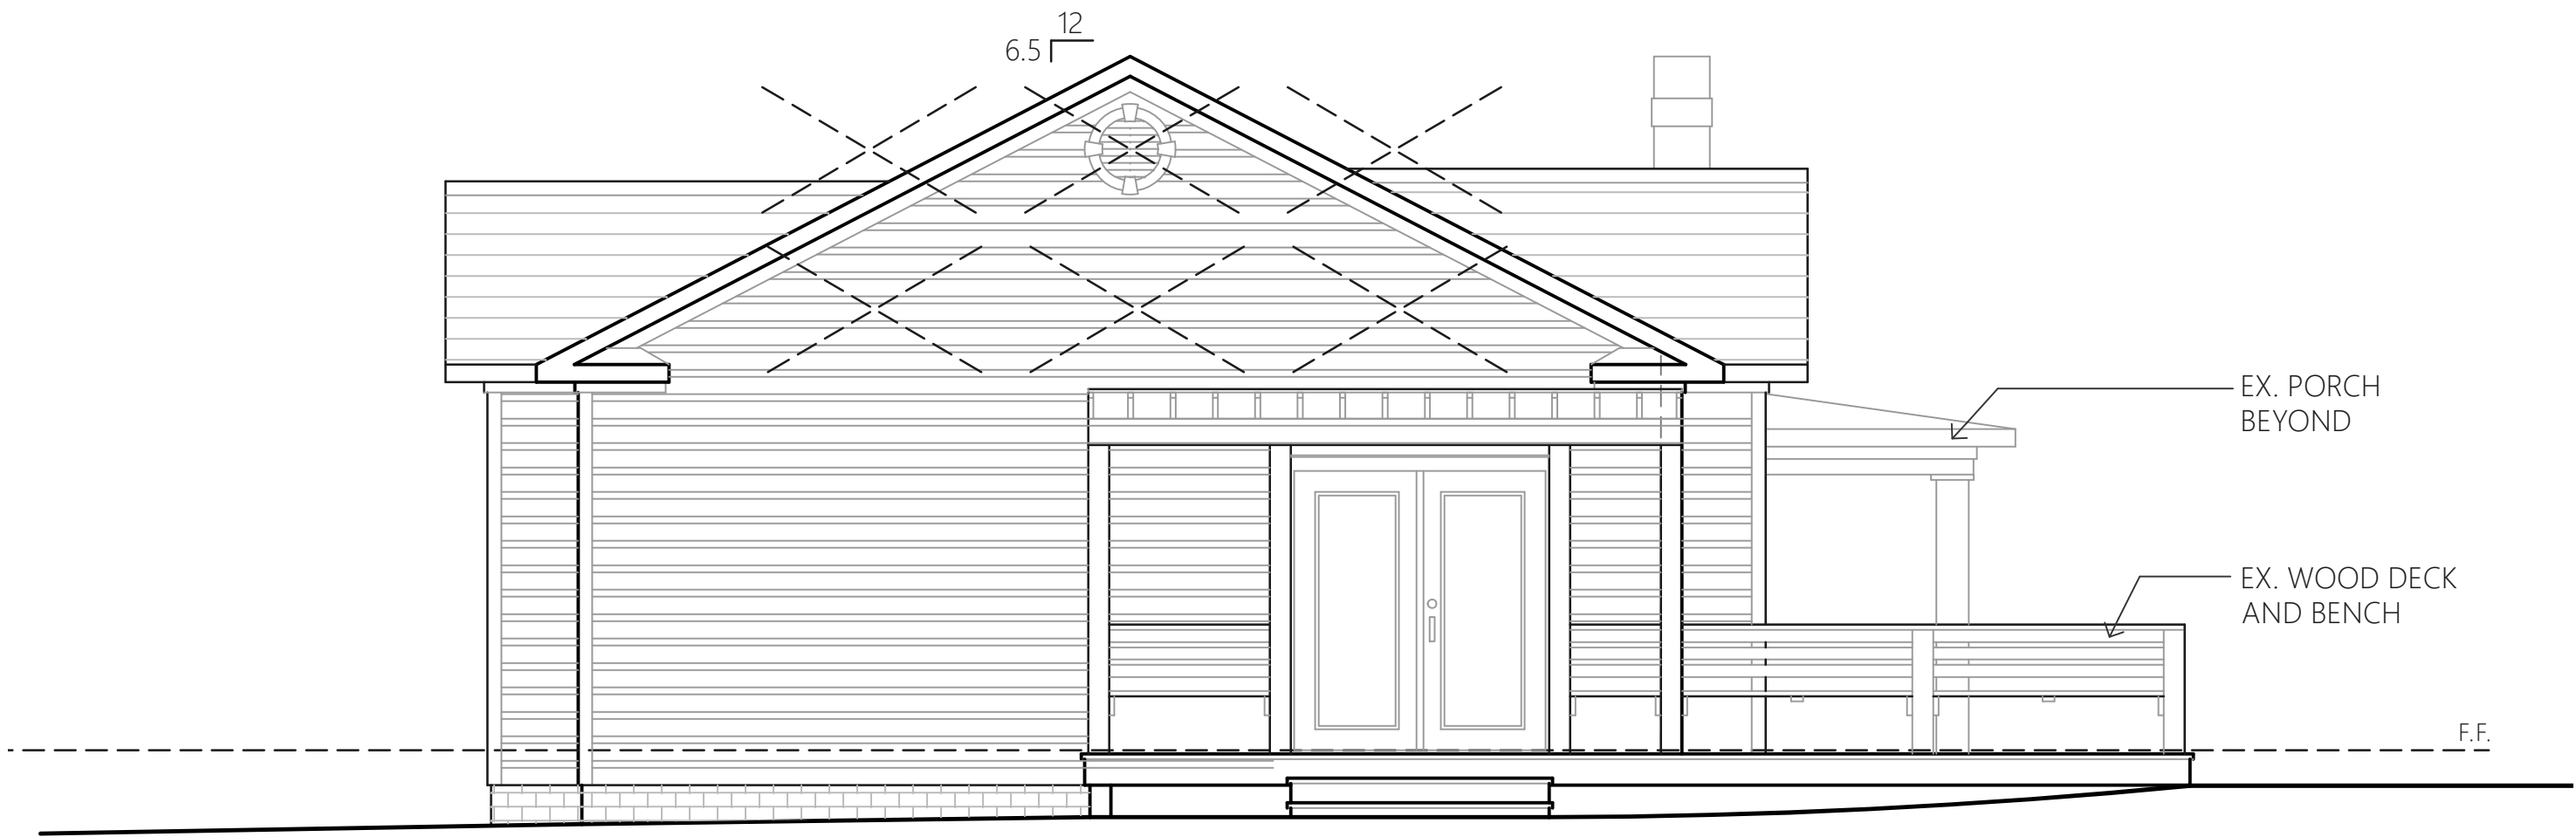 12
6.5
EX. PORCH
BEYOND
EX. WOOD DECK
AND BENCH
F.F.